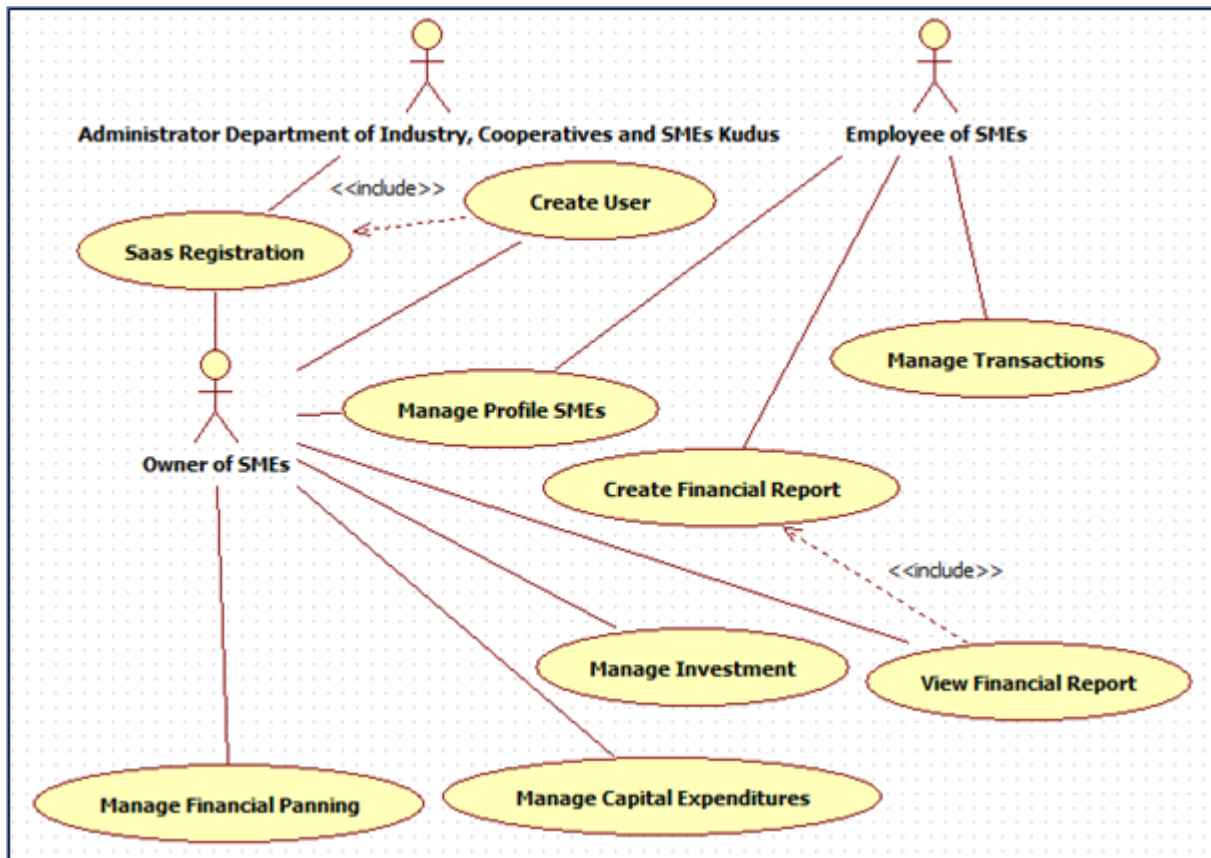 Administrator Department of Industry, Cooperatives and SMEs Kudus
Employee of SMEs
<<include>>
Create User
Saas Registration
Manage Transactions
Manage Profile SMEs
Owner of SMEs
Create Financial Report
<<include>>
Manage Investment
View Financial Report
Manage Financial Panning
Manage Capital Expenditures